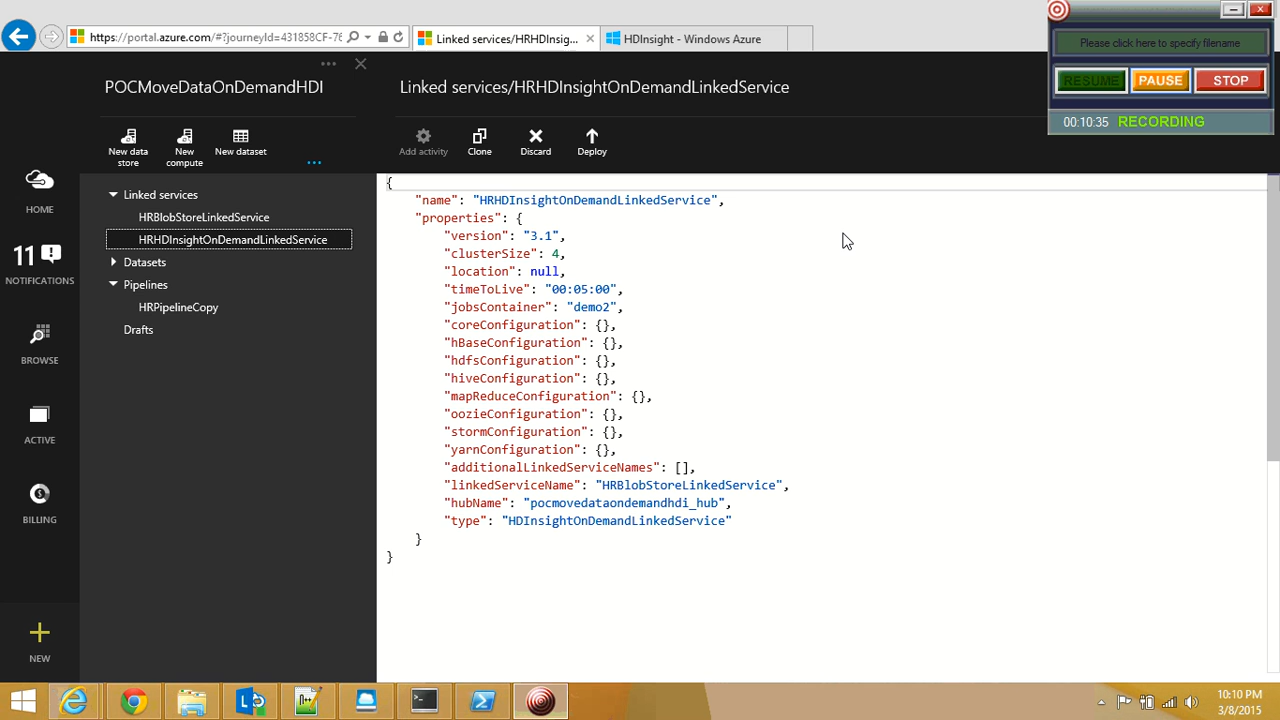 https://portal.azure.com/#?journeyId=431858CF-76
Linked services/HRHDInsig...
HDInsight - Windows Azure
Please click here to specify filename
RESUME
PAUSE
STOP
00:10:35 RECORDING
POCMoveDataOnDemandHDI
Linked services/HRHDInsightOnDemandLinkedService
New data store
New compute
New dataset
...
Add activity
Clone
Discard
Deploy
HOME
11
NOTIFICATIONS
BROWSE
ACTIVE
BILLING
NEW
Linked services
HRBlobStoreLinkedService
HRHDInsightOnDemandLinkedService
Datasets
Pipelines
HRPipelineCopy
Drafts
{
"name": "HRHDInsightOnDemandLinkedService",
"properties": {
"version": "3.1",
"clusterSize": 4,
"location": null,
"timeToLive": "00:05:00",
"jobsContainer": "demo2",
"coreConfiguration": {},
"hBaseConfiguration": {},
"hdfsConfiguration": {},
"hiveConfiguration": {},
"mapReduceConfiguration": {},
"oozieConfiguration": {},
"stormConfiguration": {},
"yarnConfiguration": {},
"additionalLinkedServiceNames": [],
"linkedServiceName": "HRBlobStoreLinkedService",
"hubName": "pocmovedataondemandhdi_hub",
"type": "HDInsightOnDemandLinkedService"
}
}
10:10 PM
3/8/2015